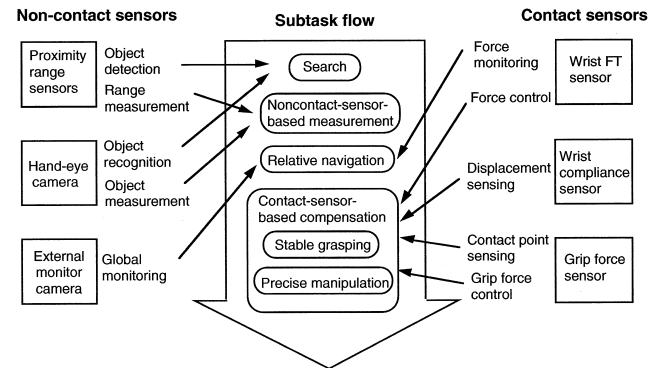 Non-contact sensors
Subtask flow
Contact sensors
Proximity
range
sensors
Object
detection
Range
measurement
Hand-eye
camera
Object
recognition
Object
measurement
External
monitor
camera
Global
monitoring
Search
Noncontact-sensor-
based measurement
Relative navigation
Contact-sensor-
based compensation
Stable grasping
Precise manipulation
Force
monitoring
Force control
Wrist FT
sensor
Displacement
sensing
Wrist
compliance
sensor
Contact point
sensing
Grip force
control
Grip force
sensor